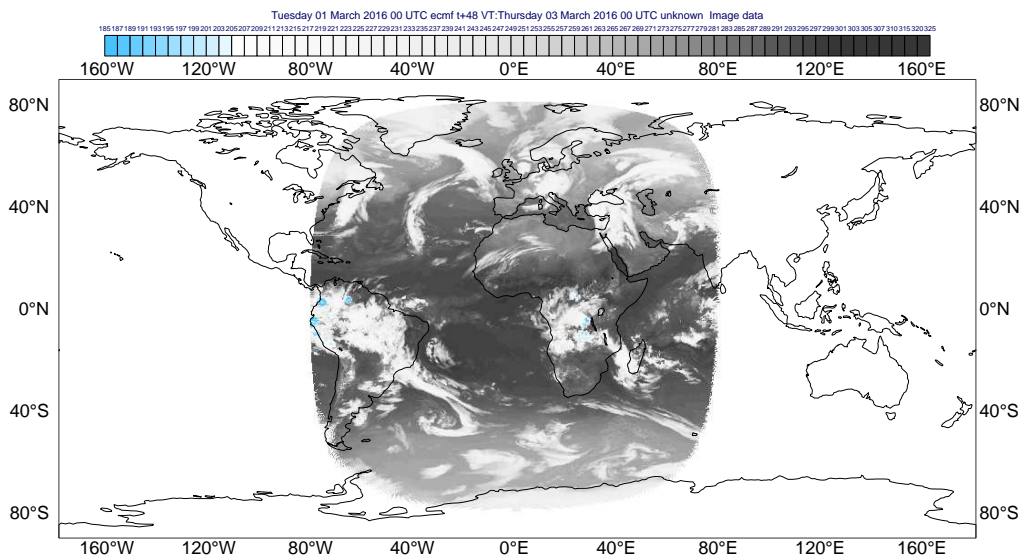 Tuesday 01 March 2016 00 UTC ecmf t+48 VT:Thursday 03 March 2016 00 UTC unknown Image data
185 187 189 191 193 195 197 199 201 203 205 207 209 211 213 215 217 219 221 223 225 227 229 231 233 235 237 239 241 243 245 247 249 251 253 255 257 259 261 263 265 267 269 271 273 275 277 279 281 283 285 287 289 291 293 295 297 299 301 303 305 307 310 315 320 325
160°W 120°W 80°W 40°W 0°E 40°E 80°E 120°E 160°E
80°N 80°N
40°N 40°N
0°N 0°N
40°S 40°S
80°S 80°S
160°W 120°W 80°W 40°W 0°E 40°E 80°E 120°E 160°E